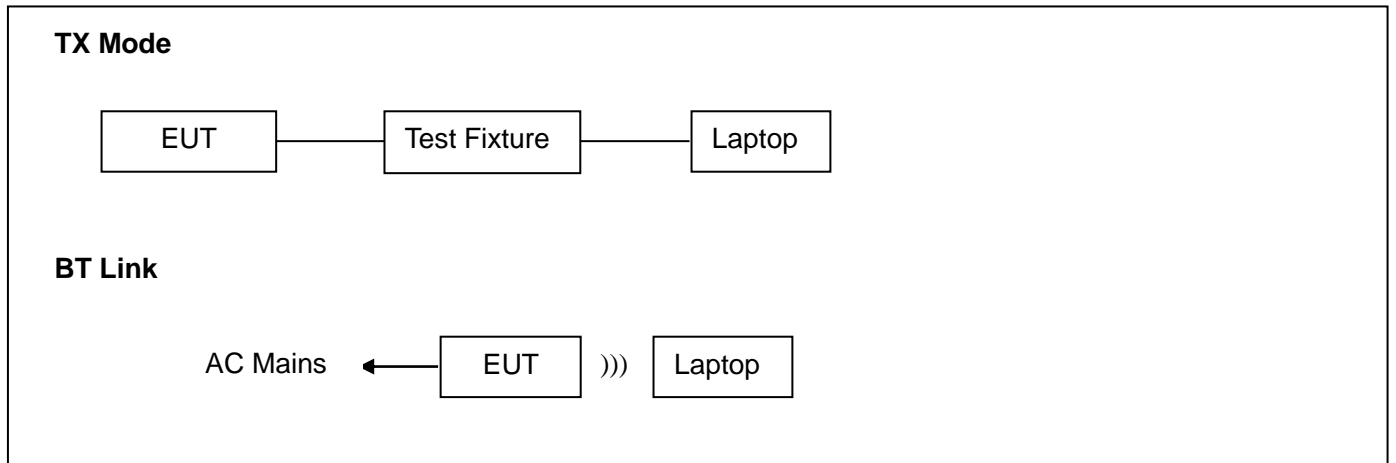 TX Mode
EUT Test Fixture Laptop
BT Link
AC Mains EUT ))) Laptop